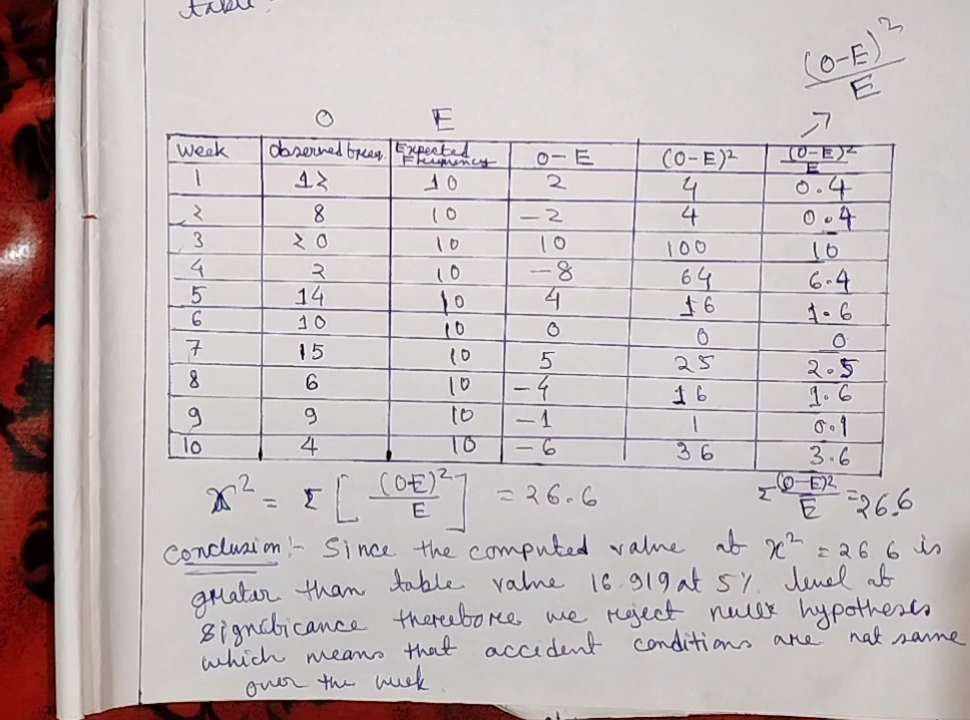 table.
(O-E)²
E
O E
Week Observed freq. Expected Frequency O-E (O-E)² (O-E)²/E
1 12 10 2 4 0.4
2 8 10 -2 4 0.4
3 20 10 10 100 10
4 2 10 -8 64 6.4
5 14 10 4 16 1.6
6 10 10 0 0 0
7 15 10 5 25 2.5
8 6 10 -4 16 1.6
9 9 10 -1 1 0.1
10 4 10 -6 36 3.6
x² = Σ [(OE)²/E] = 26.6 Σ(O-E)²/E = 26.6
Conclusion:- Since the computed value of x² = 26 6 is
greater than table value 16.919 at 5% level of
significance therefore we reject null hypothesis
which means that accident conditions are not same
over the week.